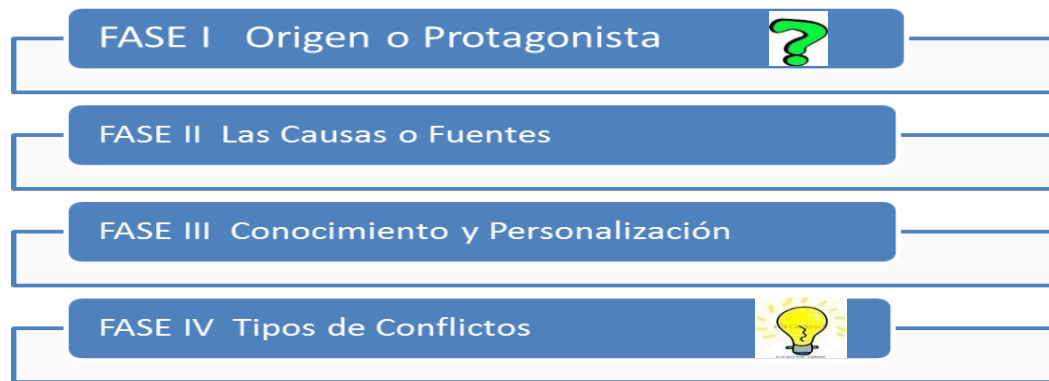 FASE I Origen o Protagonista
FASE II Las Causas o Fuentes
FASE III Conocimiento y Personalización
FASE IV Tipos de Conflictos